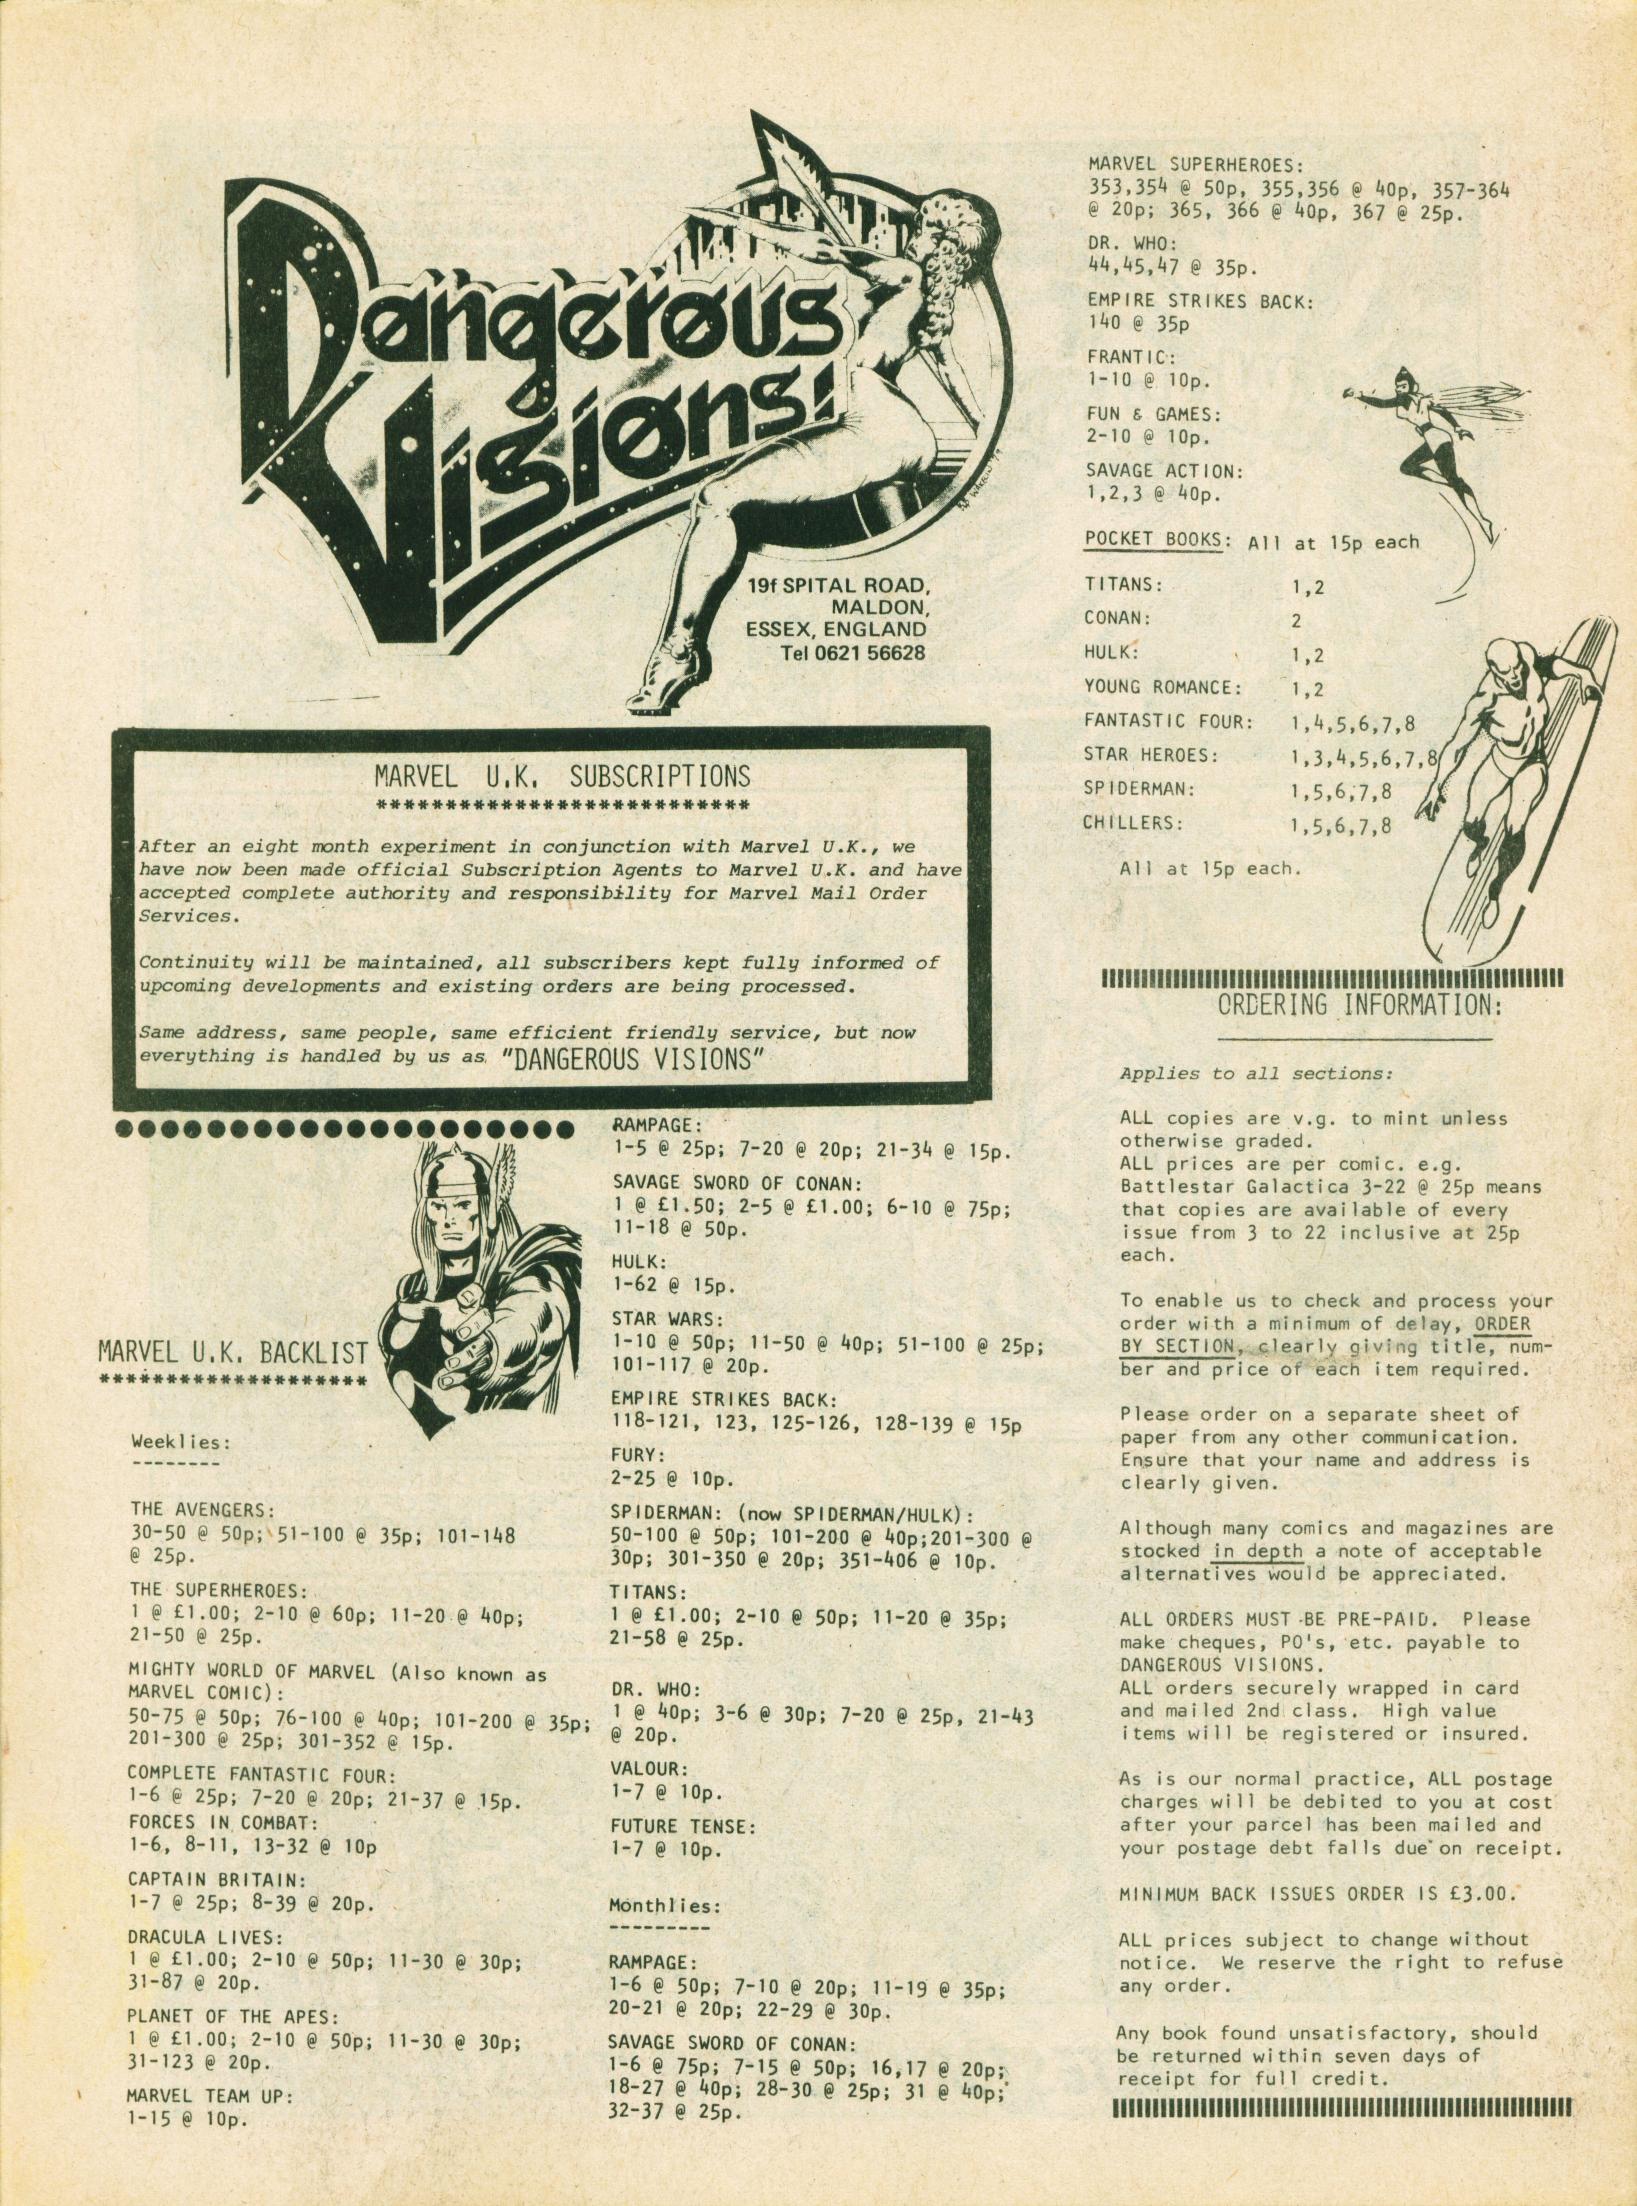 Dangerous
Visions!
19f SPITAL ROAD,
MALDON,
ESSEX, ENGLAND
Tel 0621 56628
MARVEL U.K. SUBSCRIPTIONS
***************************
After an eight month experiment in conjunction with Marvel U.K., we
have now been made official Subscription Agents to Marvel U.K. and have
accepted complete authority and responsibility for Marvel Mail Order
Services.
Continuity will be maintained, all subscribers kept fully informed of
upcoming developments and existing orders are being processed.
Same address, same people, same efficient friendly service, but now
everything is handled by us as "DANGEROUS VISIONS"
MARVEL U.K. BACKLIST
********************
Weeklies:
--------
THE AVENGERS:
30-50 @ 50p; 51-100 @ 35p; 101-148
@ 25p.
THE SUPERHEROES:
1 @ £1.00; 2-10 @ 60p; 11-20 @ 40p;
21-50 @ 25p.
MIGHTY WORLD OF MARVEL (Also known as
MARVEL COMIC):
50-75 @ 50p; 76-100 @ 40p; 101-200 @ 35p;
201-300 @ 25p; 301-352 @ 15p.
COMPLETE FANTASTIC FOUR:
1-6 @ 25p; 7-20 @ 20p; 21-37 @ 15p.
FORCES IN COMBAT:
1-6, 8-11, 13-32 @ 10p
CAPTAIN BRITAIN:
1-7 @ 25p; 8-39 @ 20p.
DRACULA LIVES:
1 @ £1.00; 2-10 @ 50p; 11-30 @ 30p;
31-87 @ 20p.
PLANET OF THE APES:
1 @ £1.00; 2-10 @ 50p; 11-30 @ 30p;
31-123 @ 20p.
MARVEL TEAM UP:
1-15 @ 10p.
RAMPAGE:
1-5 @ 25p; 7-20 @ 20p; 21-34 @ 15p.
SAVAGE SWORD OF CONAN:
1 @ £1.50; 2-5 @ £1.00; 6-10 @ 75p;
11-18 @ 50p.
HULK:
1-62 @ 15p.
STAR WARS:
1-10 @ 50p; 11-50 @ 40p; 51-100 @ 25p;
101-117 @ 20p.
EMPIRE STRIKES BACK:
118-121, 123, 125-126, 128-139 @ 15p
FURY:
2-25 @ 10p.
SPIDERMAN: (now SPIDERMAN/HULK):
50-100 @ 50p; 101-200 @ 40p;201-300 @
30p; 301-350 @ 20p; 351-406 @ 10p.
TITANS:
1 @ £1.00; 2-10 @ 50p; 11-20 @ 35p;
21-58 @ 25p.
DR. WHO:
1 @ 40p; 3-6 @ 30p; 7-20 @ 25p, 21-43
@ 20p.
VALOUR:
1-7 @ 10p.
FUTURE TENSE:
1-7 @ 10p.
Monthlies:
---------
RAMPAGE:
1-6 @ 50p; 7-10 @ 20p; 11-19 @ 35p;
20-21 @ 20p; 22-29 @ 30p.
SAVAGE SWORD OF CONAN:
1-6 @ 75p; 7-15 @ 50p; 16,17 @ 20p;
18-27 @ 40p; 28-30 @ 25p; 31 @ 40p;
32-37 @ 25p.
MARVEL SUPERHEROES:
353,354 @ 50p, 355,356 @ 40p, 357-364
@ 20p; 365, 366 @ 40p, 367 @ 25p.
DR. WHO:
44,45,47 @ 35p.
EMPIRE STRIKES BACK:
140 @ 35p
FRANTIC:
1-10 @ 10p.
FUN & GAMES:
2-10 @ 10p.
SAVAGE ACTION:
1,2,3 @ 40p.
POCKET BOOKS: All at 15p each
TITANS: 1,2
CONAN: 2
HULK: 1,2
YOUNG ROMANCE: 1,2
FANTASTIC FOUR: 1,4,5,6,7,8
STAR HEROES: 1,3,4,5,6,7,8
SPIDERMAN: 1,5,6,7,8
CHILLERS: 1,5,6,7,8
All at 15p each.
ORDERING INFORMATION:
Applies to all sections:
ALL copies are v.g. to mint unless
otherwise graded.
ALL prices are per comic. e.g.
Battlestar Galactica 3-22 @ 25p means
that copies are available of every
issue from 3 to 22 inclusive at 25p
each.
To enable us to check and process your
order with a minimum of delay, ORDER
BY SECTION, clearly giving title, num-
ber and price of each item required.
Please order on a separate sheet of
paper from any other communication.
Ensure that your name and address is
clearly given.
Although many comics and magazines are
stocked in depth a note of acceptable
alternatives would be appreciated.
ALL ORDERS MUST BE PRE-PAID. Please
make cheques, PO's, etc. payable to
DANGEROUS VISIONS.
ALL orders securely wrapped in card
and mailed 2nd class. High value
items will be registered or insured.
As is our normal practice, ALL postage
charges will be debited to you at cost
after your parcel has been mailed and
your postage debt falls due on receipt.
MINIMUM BACK ISSUES ORDER IS £3.00.
ALL prices subject to change without
notice. We reserve the right to refuse
any order.
Any book found unsatisfactory, should
be returned within seven days of
receipt for full credit.